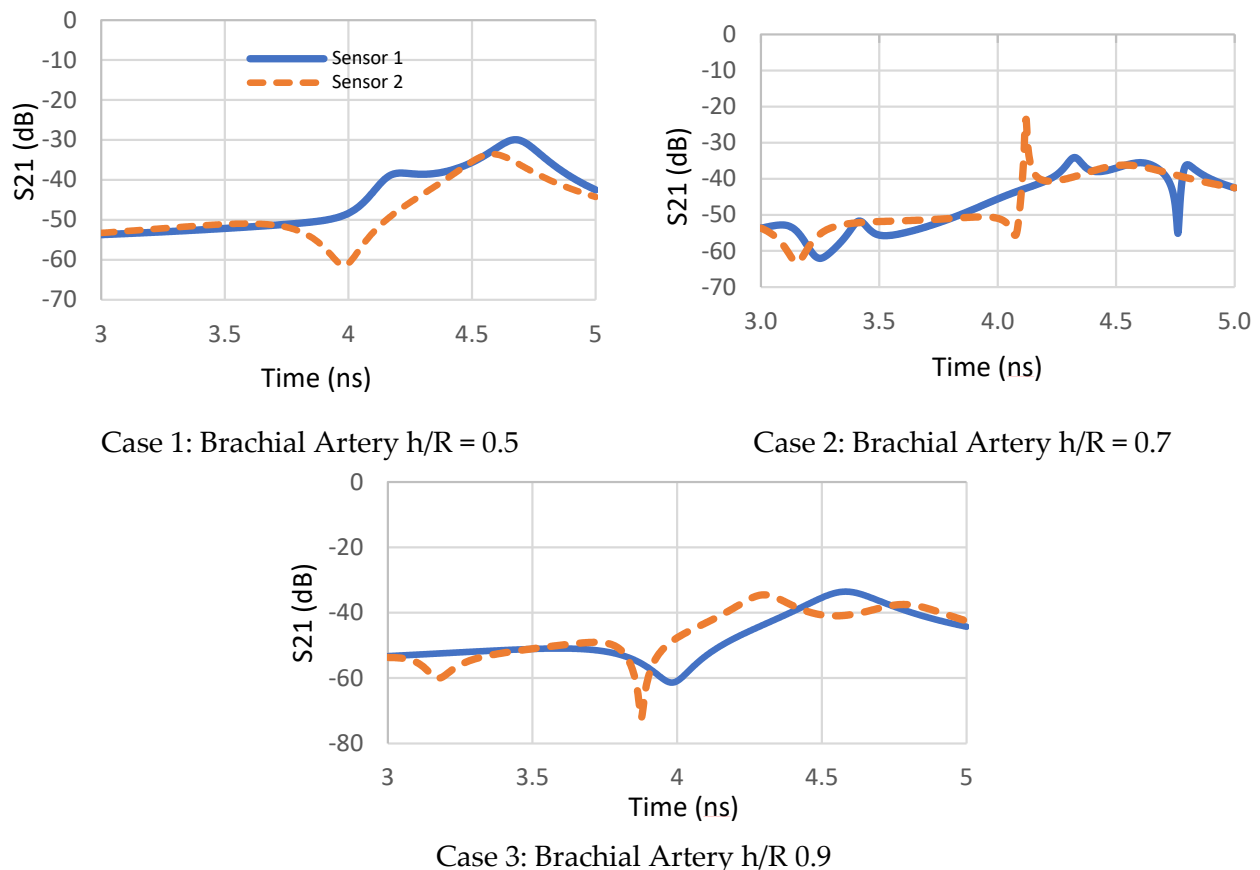 0
-10
-20
-30
-40
-50
-60
-70
S21 (dB)
Sensor 1
Sensor 2
3 3.5 4 4.5 5
Time (ns)
Case 1: Brachial Artery h/R = 0.5
0
-10
-20
-30
-40
-50
-60
-70
S21 (dB)
3.0 3.5 4.0 4.5 5.0
Time (ns)
Case 2: Brachial Artery h/R = 0.7
0
-20
-40
-60
-80
S21 (dB)
3 3.5 4 4.5 5
Time (ns)
Case 3: Brachial Artery h/R 0.9